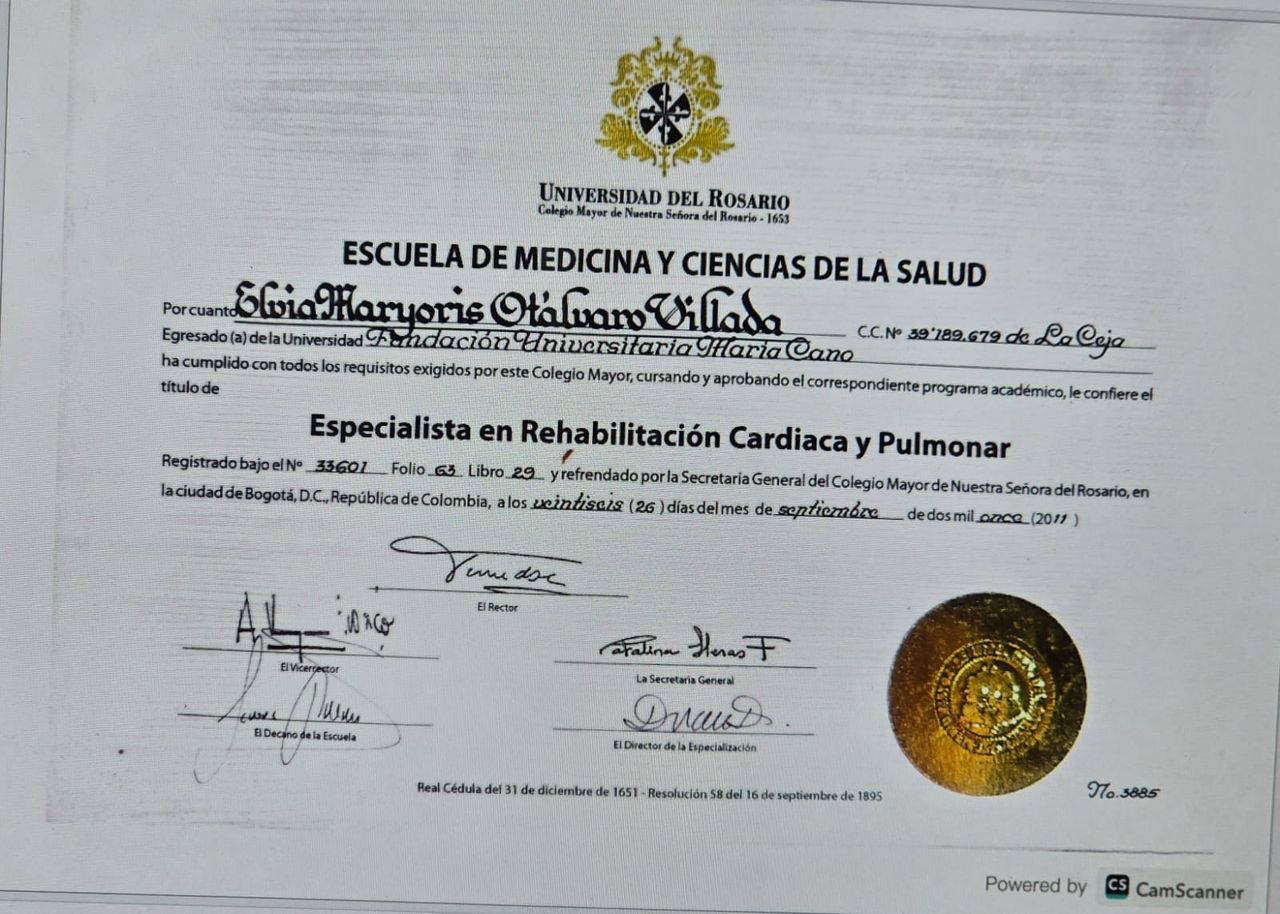 UNIVERSIDAD DEL ROSARIO
Colegio Mayor de Nuestra Señora del Rosario - 1653
ESCUELA DE MEDICINA Y CIENCIAS DE LA SALUD
Por cuanto Elvia Maryoris Otálvaro Villada C.C. Nº 39'789.679 de La Ceja
Egresado (a) de la Universidad Fundación Universitaria Maria Cano
ha cumplido con todos los requisitos exigidos por este Colegio Mayor, cursando y aprobando el correspondiente programa académico, le confiere el
título de
Especialista en Rehabilitación Cardiaca y Pulmonar
Registrado bajo el Nº 33601 Folio 63 Libro 29 y refrendado por la Secretaria General del Colegio Mayor de Nuestra Señora del Rosario, en
la ciudad de Bogotá, D.C., República de Colombia, a los veintiseis (26) días del mes de septiembre de dos mil once (2011)
El Rector
El Vicerrector
Catalina
La Secretaria General
El Decano de la Escuela
El Director de la Especialización
Real Cédula del 31 de diciembre de 1651 - Resolución 58 del 16 de septiembre de 1895
No. 3885
Powered by CS CamScanner